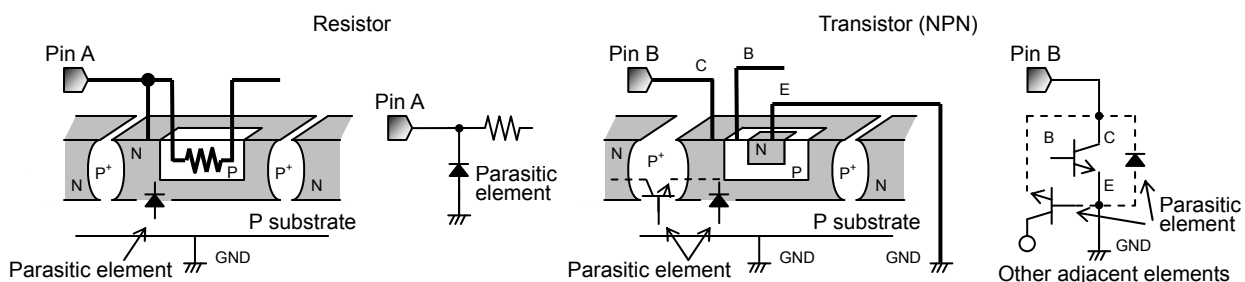 Resistor
Pin A
N
P+
N
P
P+
N
P substrate
Parasitic element
GND
Pin A
Parasitic
element
Transistor (NPN)
Pin B
C
B
E
N
P+
N
P
P+
N
P substrate
Parasitic element
GND
GND
Pin B
B
C
E
Parasitic
element
GND
Other adjacent elements